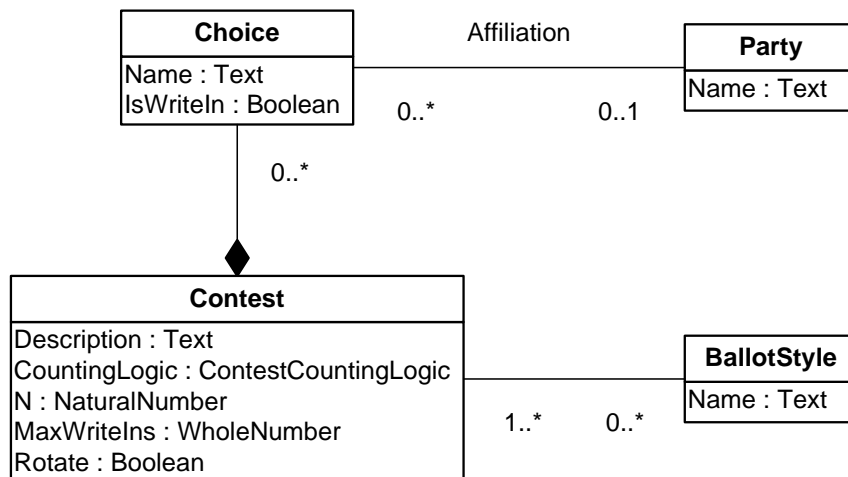 Choice
Name : Text
IsWriteIn : Boolean
Affiliation
Party
Name : Text
0..*
0..1
0..*
Contest
Description : Text
CountingLogic : ContestCountingLogic
N : NaturalNumber
MaxWriteIns : WholeNumber
Rotate : Boolean
1..*
0..*
BallotStyle
Name : Text